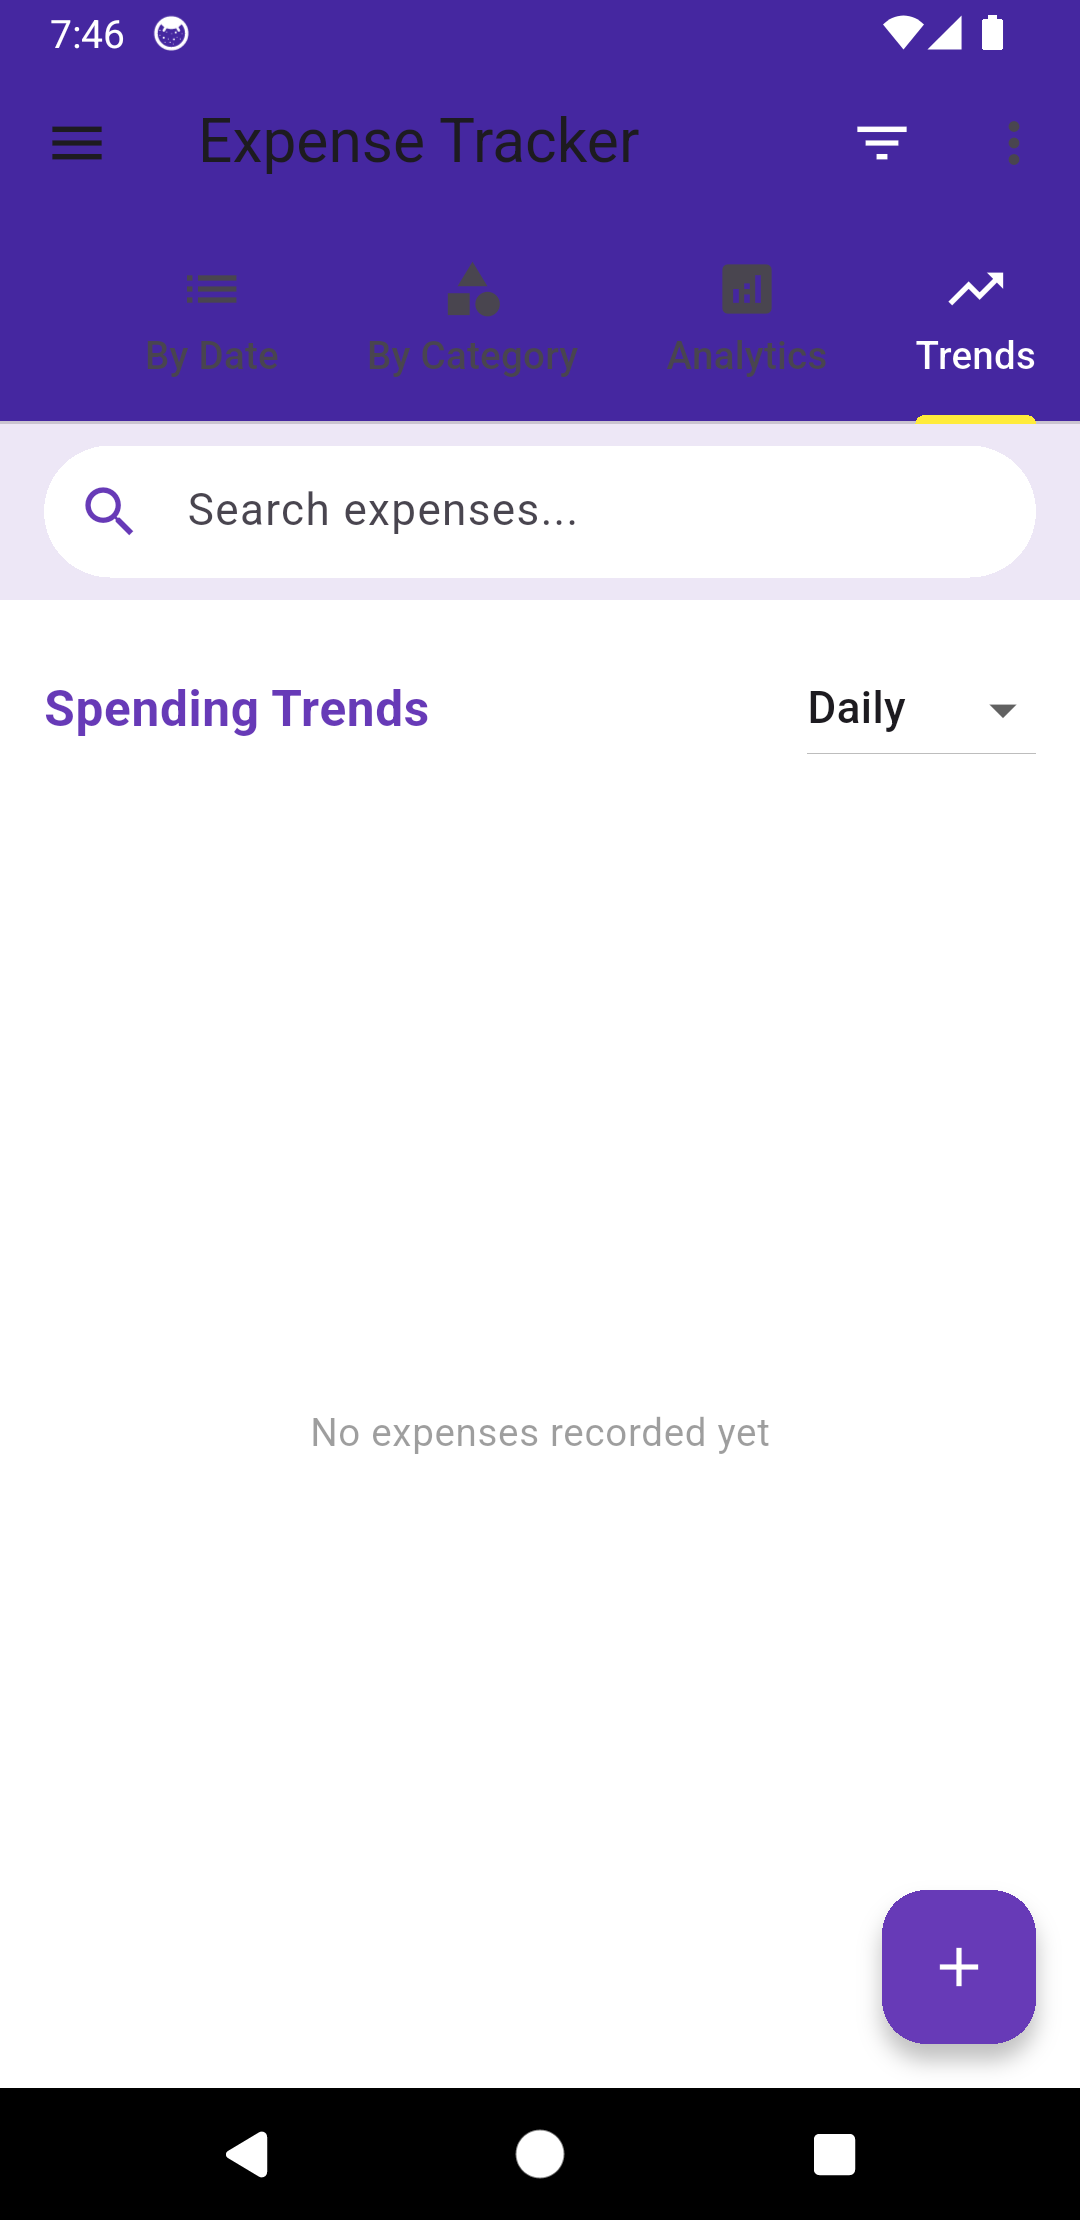 7:46
Expense Tracker
By Date By Category Analytics Trends
Search expenses...
Spending Trends Daily
No expenses recorded yet